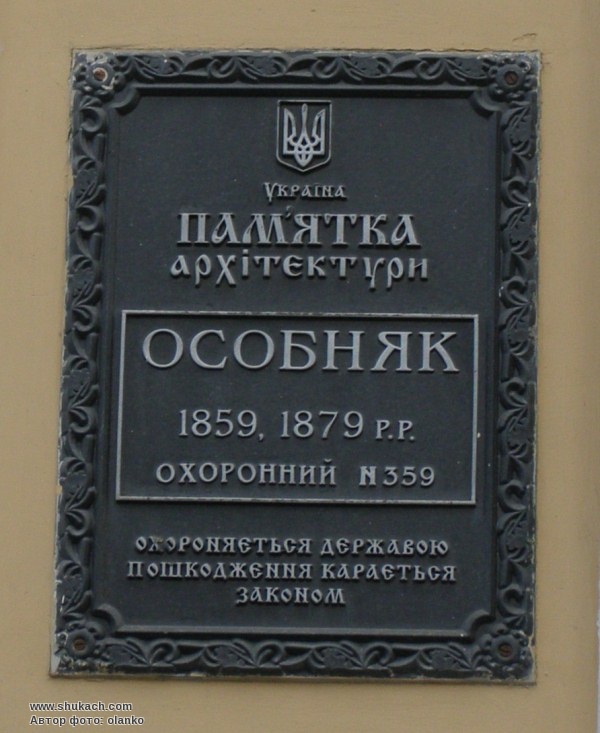 Україна
ПАМ'ЯТКА
архітектури
ОСОБНЯК
1859, 1879 Р.Р.
ОХОРОННИЙ N359
ОХОРОНЯЄТЬСЯ ДЕРЖАВОЮ
ПОШКОДЖЕННЯ КАРАЄТЬСЯ
ЗАКОНОМ
www.shukach.com
Автор фото: olanko